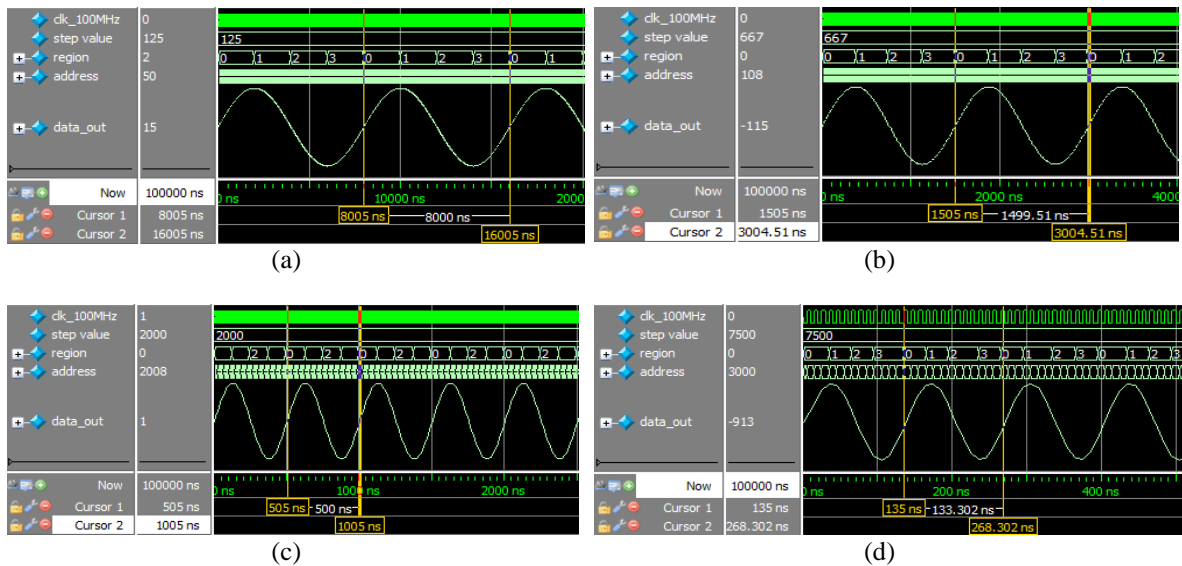 clk_100MHz 0
step value 125 125
region 2 0 1 2 3 0 1 2 3 0 1
address 50
data_out 15
Now 100000 ns 0 ns 10000 ns 2000
Cursor 1 8005 ns 8005 ns 8000 ns
Cursor 2 16005 ns 16005 ns
(a)
clk_100MHz 0
step value 667 667
region 0 0 1 2 3 0 1 2 3 0 1 2
address 108
data_out -115
Now 100000 ns 0 ns 2000 ns 4000
Cursor 1 1505 ns 1505 ns 1499.51 ns
Cursor 2 3004.51 ns 3004.51 ns
(b)
clk_100MHz 1
step value 2000 2000
region 0 2 0 2 0 2 0 2 0 2 0
address 2008
data_out 1
Now 100000 ns ns 2000 ns
Cursor 1 505 ns 505 ns 500 ns
Cursor 2 1005 ns 1005 ns
(c)
clk_100MHz 0
step value 7500 7500
region 0 0 1 2 3 0 1 2 3 0 1 2 3
address 3000
data_out -913
Now 100000 ns 0 ns 200 ns 400 ns
Cursor 1 135 ns 135 ns 133.302 ns
Cursor 2 268.302 ns 268.302 ns
(d)